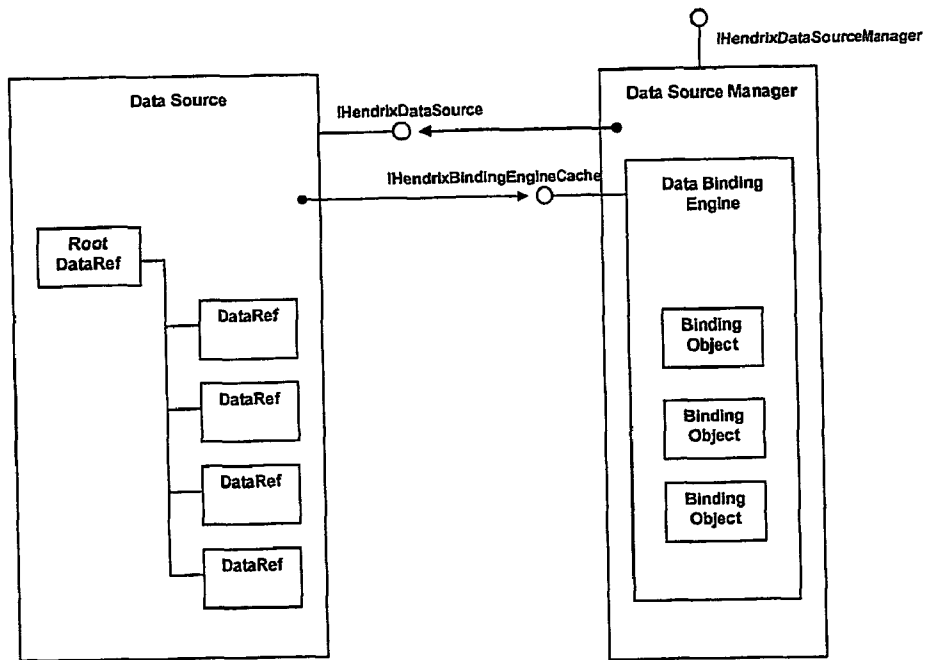 IHendrixDataSourceManager
Data Source
Data Source Manager
IHendrixDataSource
IHendrixBindingEngineCache
Data Binding
Engine
Root
DataRef
DataRef
DataRef
DataRef
DataRef
Binding
Object
Binding
Object
Binding
Object